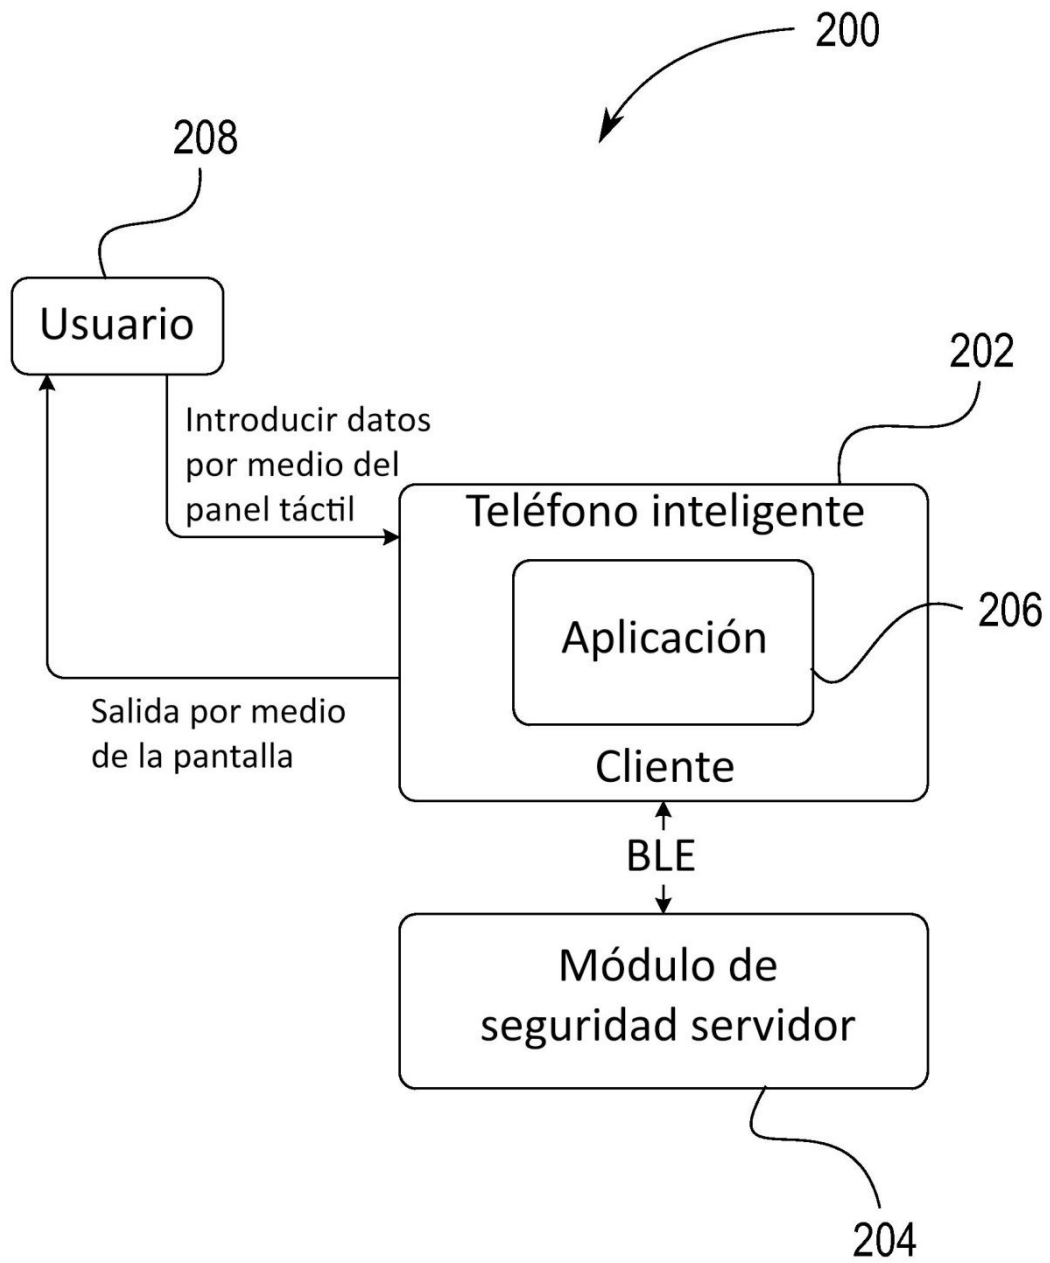 200
208
Usuario
202
Introducir datos
por medio del
panel táctil
Teléfono inteligente
Aplicación
206
Salida por medio
de la pantalla
Cliente
BLE
Módulo de
seguridad servidor
204